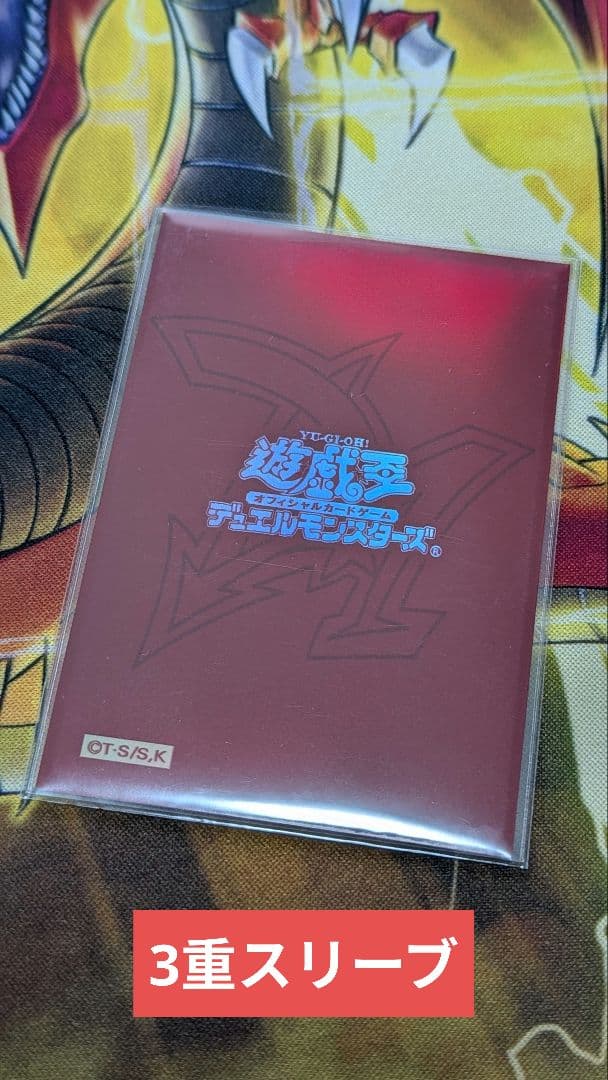 YU-GI-OH!
遊戯王
オフィシャルカードゲーム
デュエルモンスターズ®
©T·S/S,K
3重スリーブ